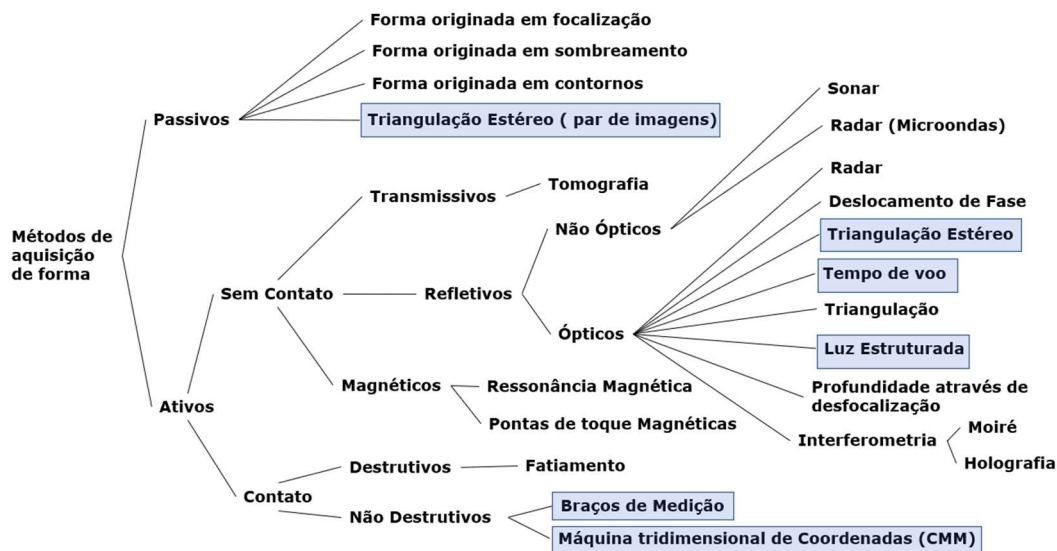 Forma originada em focalização
Forma originada em sombreamento
Forma originada em contornos
Passivos
Triangulação Estéreo ( par de imagens)
Sonar
Radar (Microondas)
Radar
Transmissivos
Tomografia
Deslocamento de Fase
Não Ópticos
Triangulação Estéreo
Métodos de
aquisição
de forma
Tempo de voo
Sem Contato
Refletivos
Triangulação
Ópticos
Luz Estruturada
Magnéticos
Ressonância Magnética
Profundidade através de
desfocalização
Ativos
Pontas de toque Magnéticas
Interferometria
Moiré
Holografia
Destrutivos
Fatiamento
Contato
Não Destrutivos
Braços de Medição
Máquina tridimensional de Coordenadas (CMM)